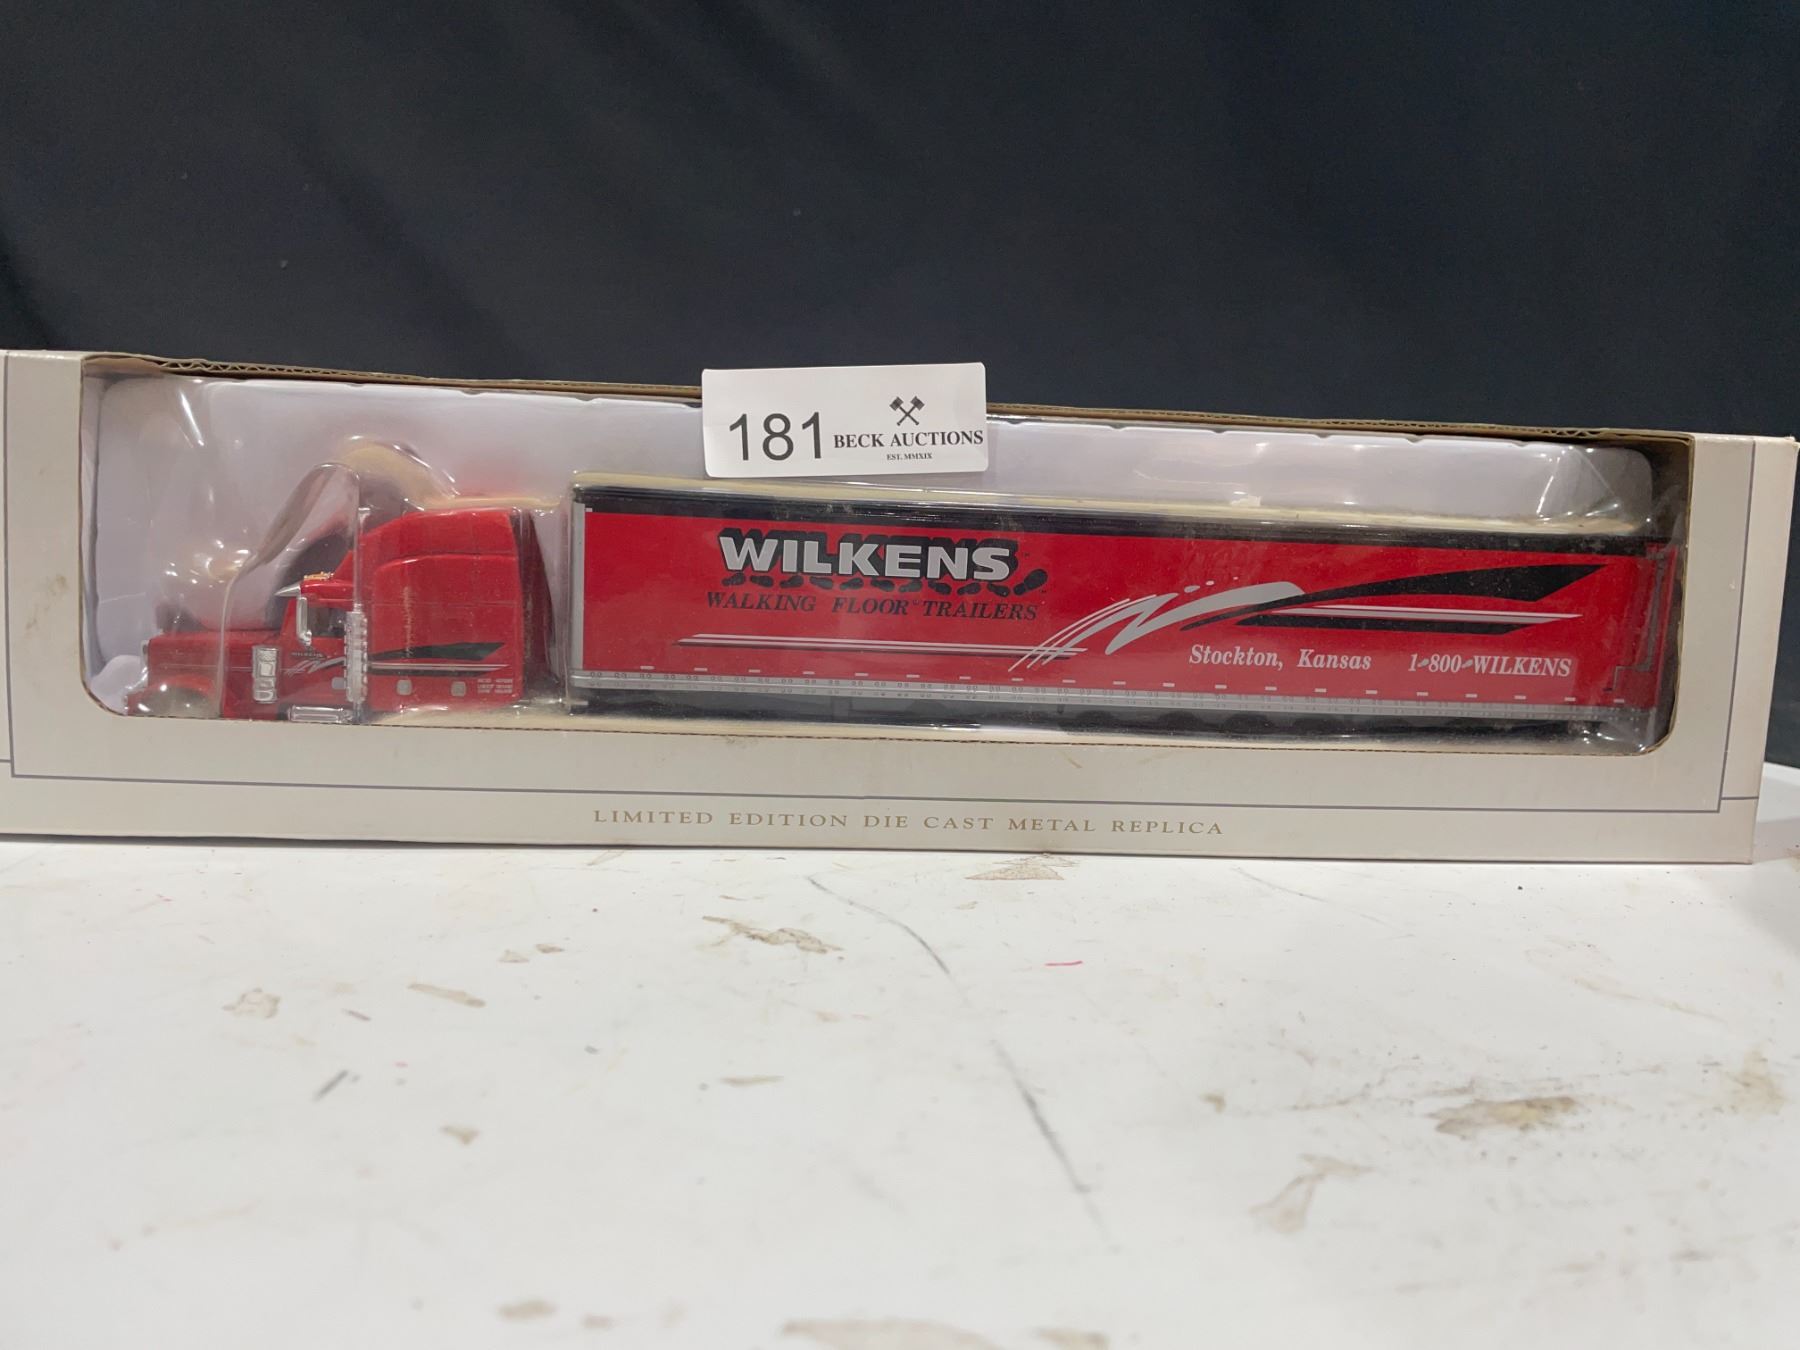 181
BECK AUCTIONS
EST. MMXIX
WILKENS
WALKING FLOOR TRAILERS
Stockton, Kansas 1-800-WILKENS
WILKENS
LIMITED EDITION DIE CAST METAL REPLICA